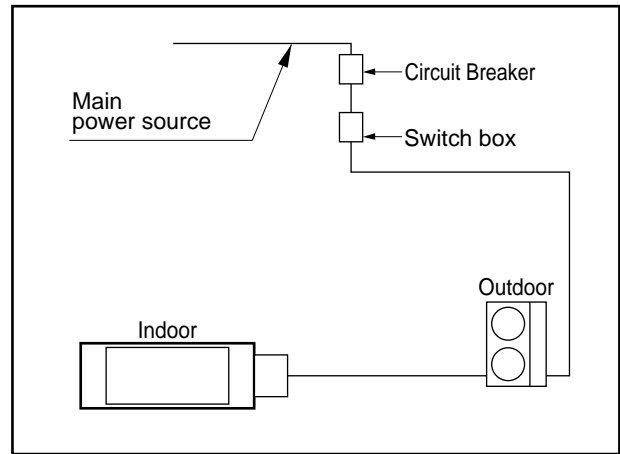 Circuit Breaker
Main
power source
Switch box
Outdoor
Indoor